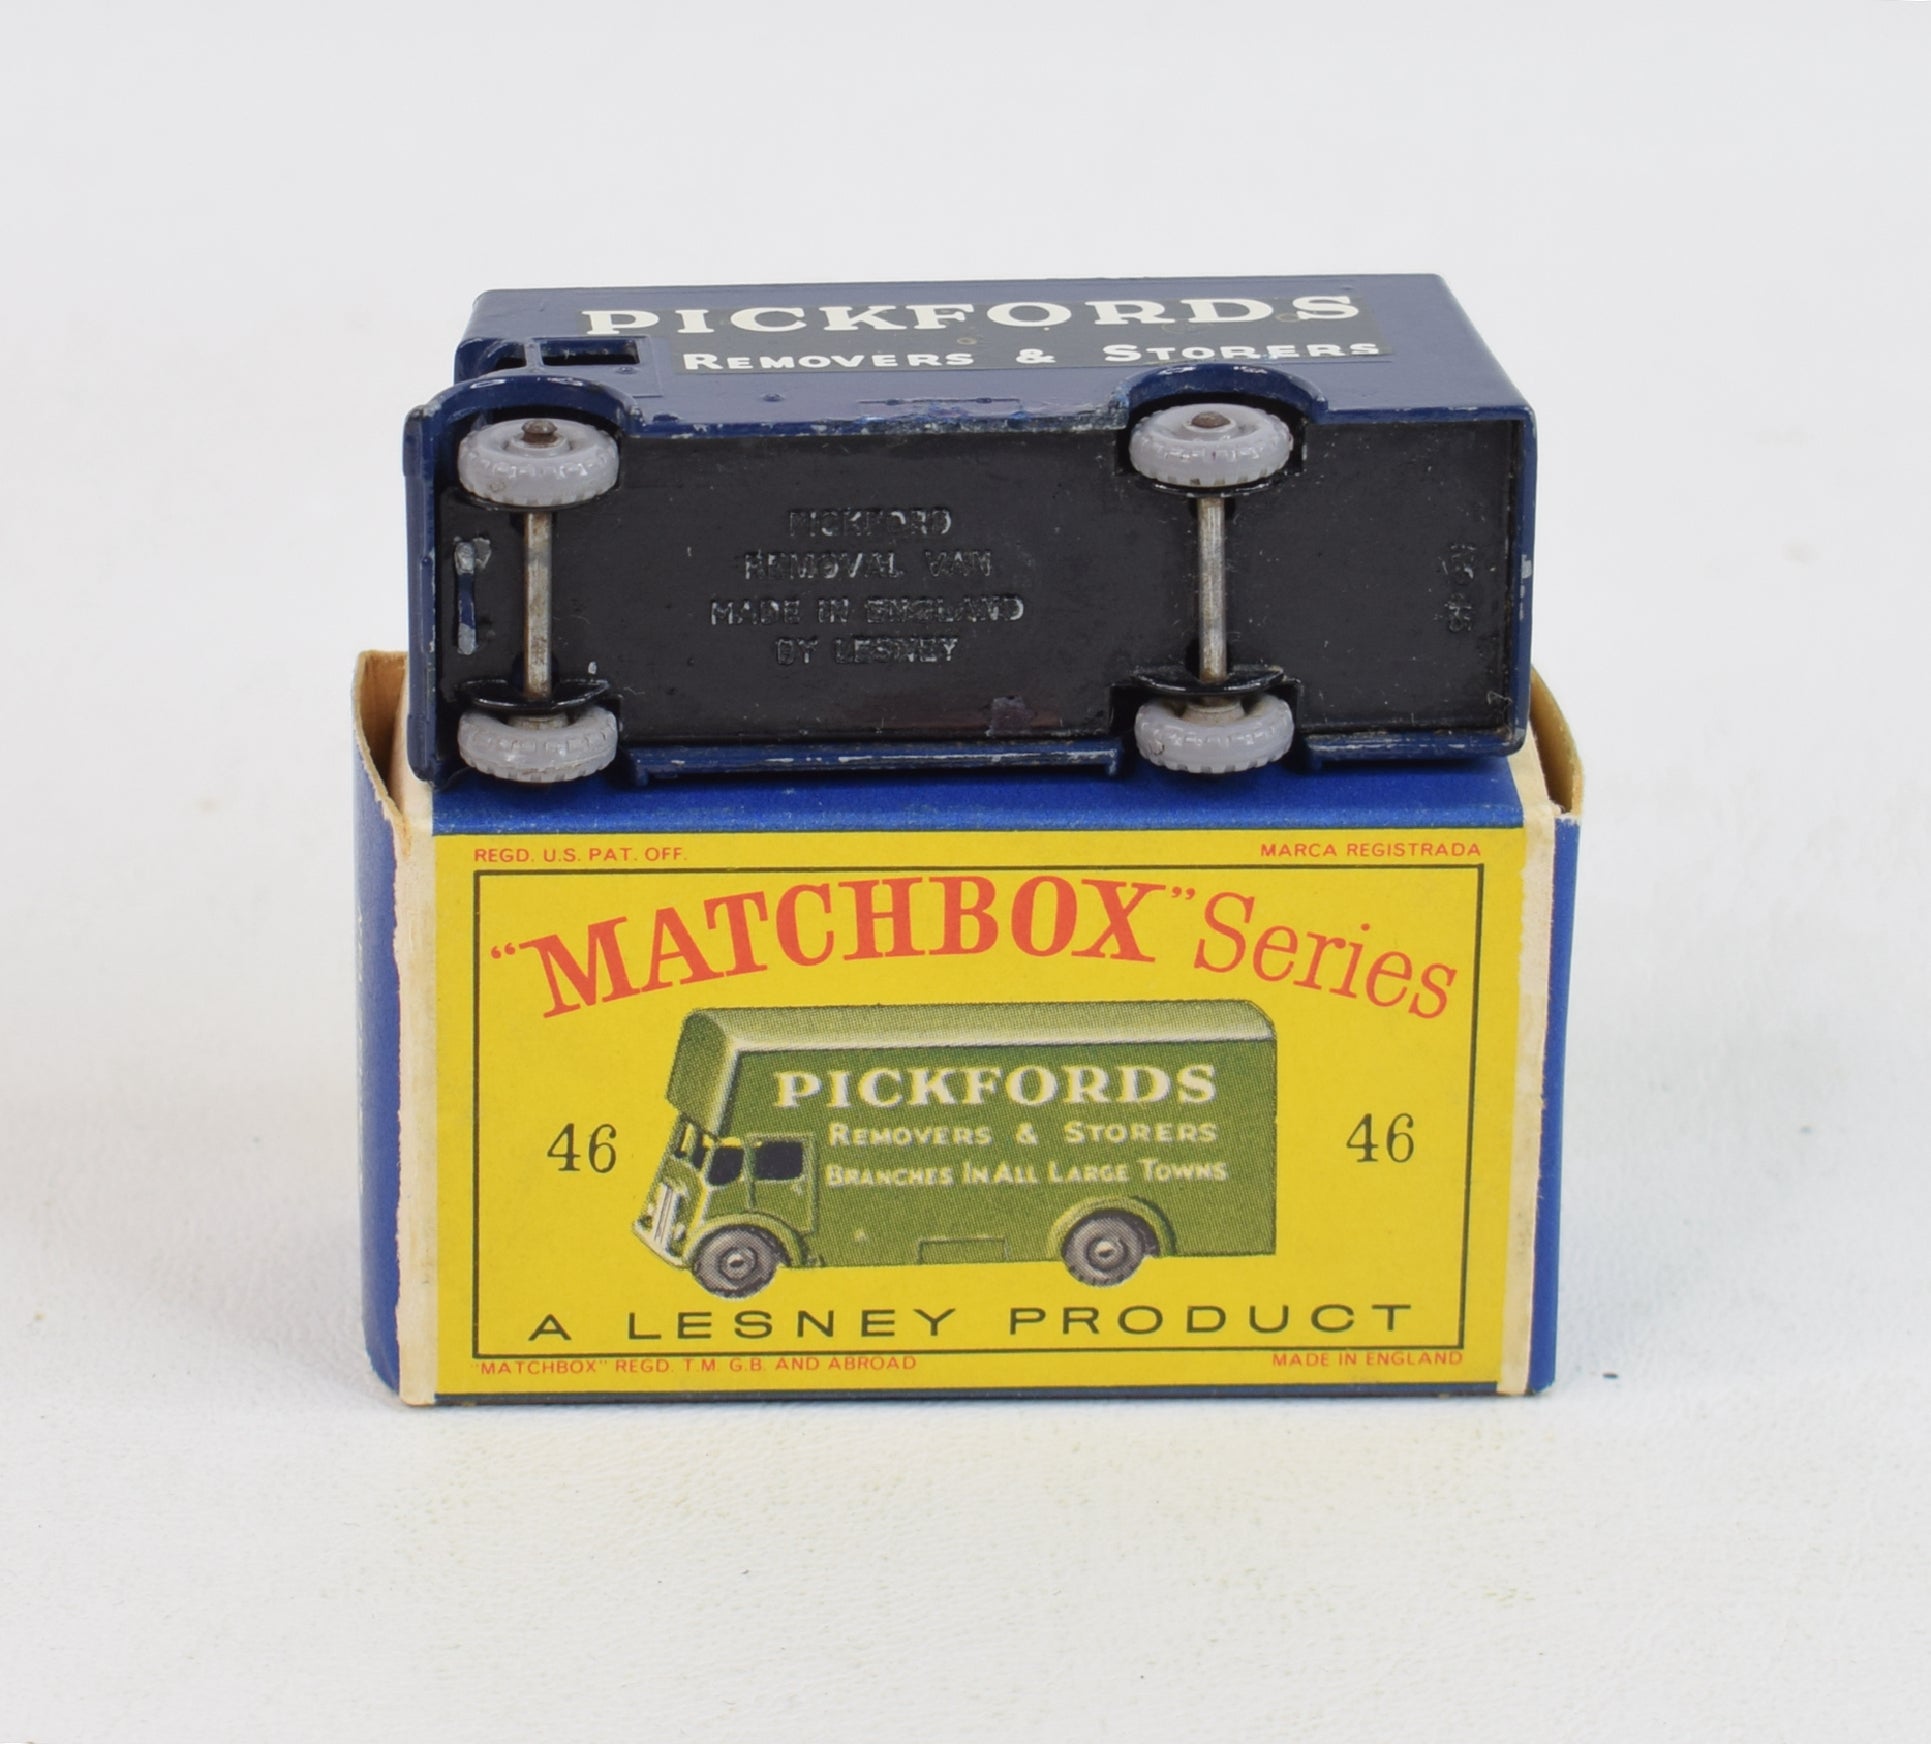 PICKFORDS
REMOVERS & STORERS
PICKFORD
REMOVAL VAN
MADE IN ENGLAND
BY LESNEY
REGD. U.S. PAT. OFF.
MARCA REGISTRADA
"MATCHBOX" Series
PICKFORDS
REMOVERS & STORERS
BRANCHES IN ALL LARGE TOWNS
46
46
A LESNEY PRODUCT
"MATCHBOX" REGD. T.M. G.B. AND ABROAD
MADE IN ENGLAND